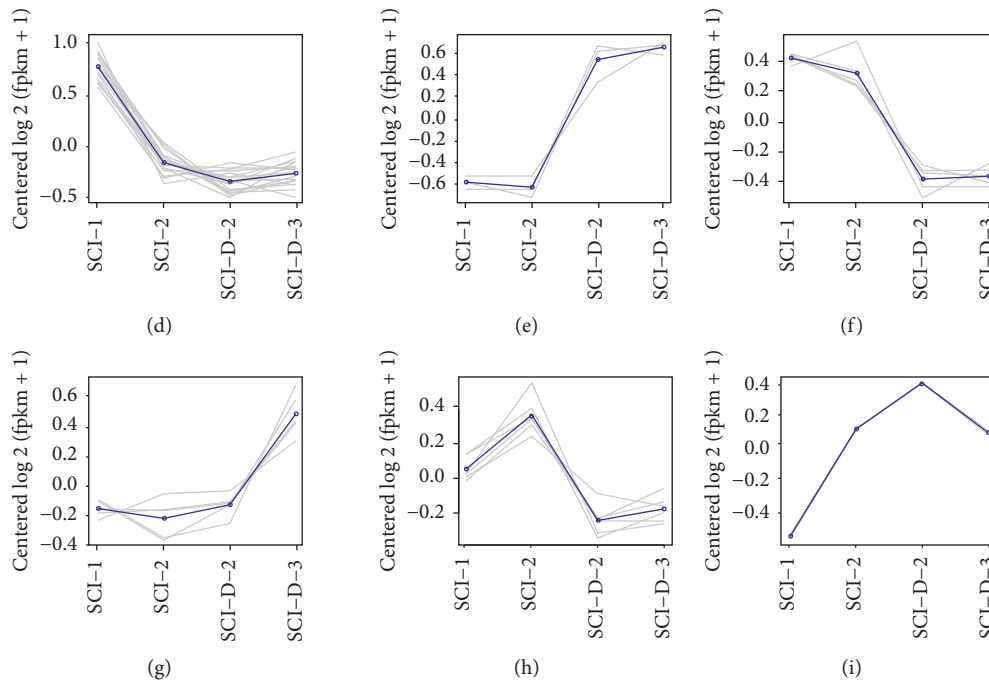 Centered log 2 (fpkm + 1)
1.0
0.5
0.0
−0.5
SCI−1
SCI−2
SCI−D−2
SCI−D−3
(d)
Centered log 2 (fpkm + 1)
0.6
0.4
0.2
0.0
−0.2
−0.4
−0.6
SCI−1
SCI−2
SCI−D−2
SCI−D−3
(e)
Centered log 2 (fpkm + 1)
0.4
0.2
0.0
−0.2
−0.4
SCI−1
SCI−2
SCI−D−2
SCI−D−3
(f)
Centered log 2 (fpkm + 1)
0.6
0.4
0.2
0.0
−0.2
−0.4
SCI−1
SCI−2
SCI−D−2
SCI−D−3
(g)
Centered log 2 (fpkm + 1)
0.4
0.2
0.0
−0.2
SCI−1
SCI−2
SCI−D−2
SCI−D−3
(h)
Centered log 2 (fpkm + 1)
0.4
0.2
0.0
−0.2
−0.4
SCI−1
SCI−2
SCI−D−2
SCI−D−3
(i)